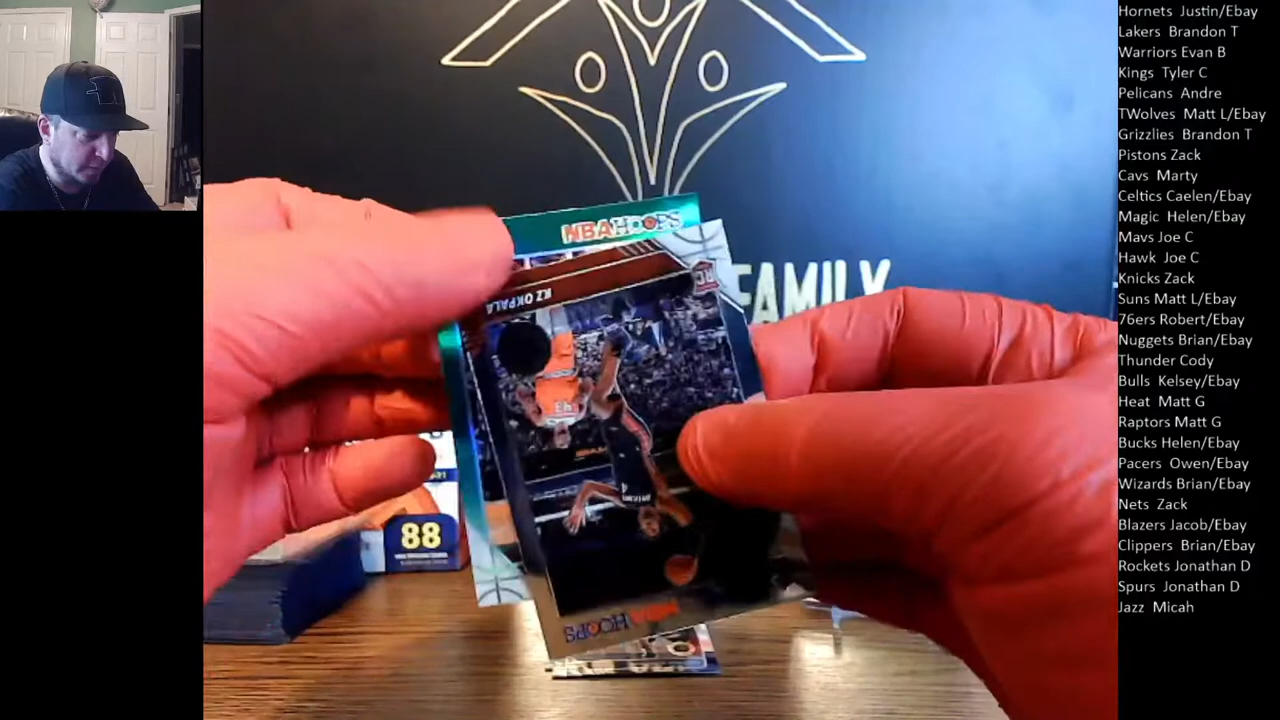 Hornets Justin/Ebay
Lakers Brandon T
Warriors Evan B
Kings Tyler C
Pelicans Andre
TWolves Matt L/Ebay
Grizzlies Brandon T
Pistons Zack
Cavs Marty
Celtics Caelen/Ebay
Magic Helen/Ebay
Mavs Joe C
Hawk Joe C
Knicks Zack
Suns Matt L/Ebay
76ers Robert/Ebay
Nuggets Brian/Ebay
Thunder Cody
Bulls Kelsey/Ebay
Heat Matt G
Raptors Matt G
Bucks Helen/Ebay
Pacers Owen/Ebay
Wizards Brian/Ebay
Nets Zack
Blazers Jacob/Ebay
Clippers Brian/Ebay
Rockets Jonathan D
Spurs Jonathan D
Jazz Micah
FAMILY
NBA HOOPS
RC
KZ OKPALA
NBA HOOPS
88